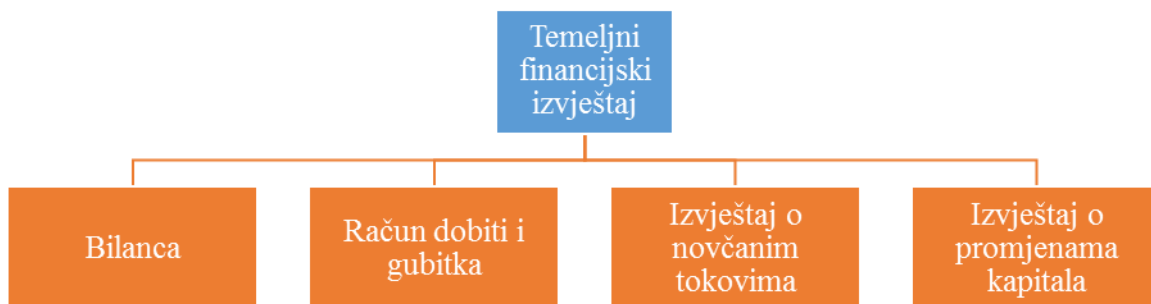 Temeljni
financijski
izvještaj
Bilanca
Račun dobiti i
gubitka
Izvještaj o
novčanim
tokovima
Izvještaj o
promjenama
kapitala